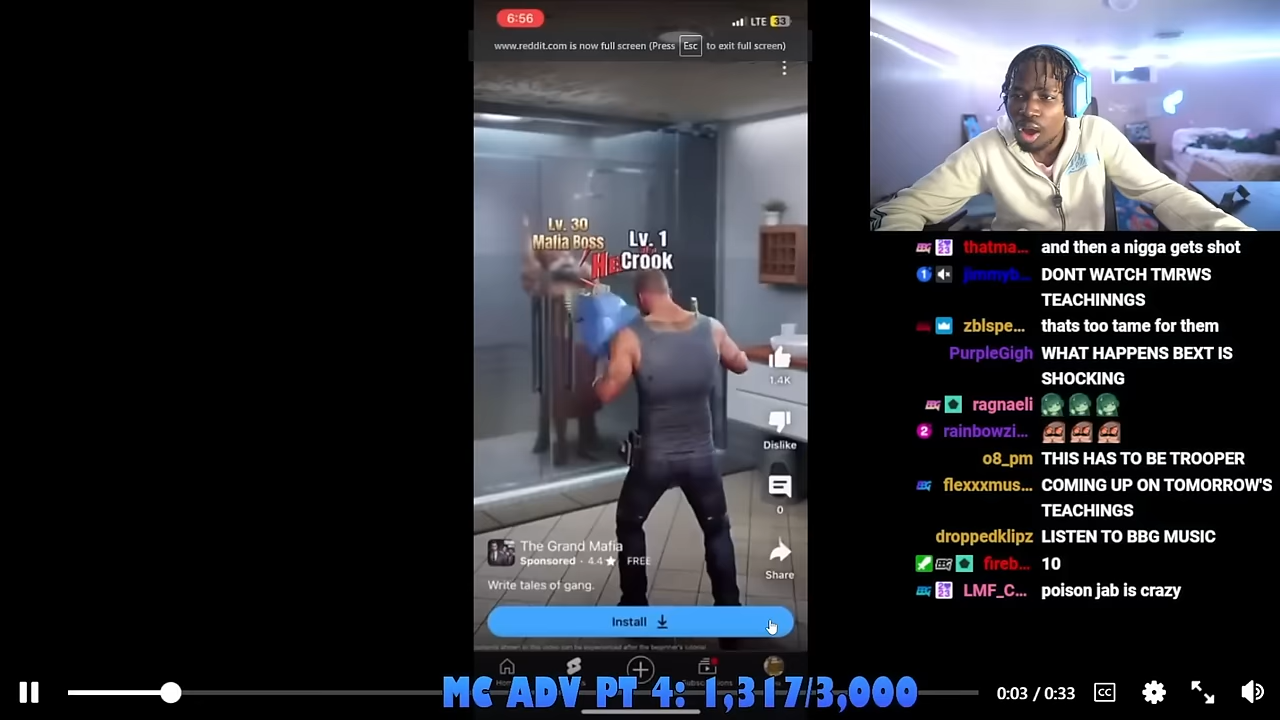 6:56
LTE 33
www.reddit.com is now full screen (Press Esc to exit full screen)
Lv. 30
Mafia Boss
Lv. 1
Me: Crook
1.4K
Dislike
0
Share
The Grand Mafia
Sponsored · 4.4★ FREE
Write tales of gang.
Install
thatma... and then a nigga gets shot
jimmyb... DONT WATCH TMRWS
TEACHINNGS
zblspe... thats too tame for them
PurpleGigh WHAT HAPPENS BEXT IS
SHOCKING
ragnaeli
2 rainbowzi...
o8_pm THIS HAS TO BE TROOPER
flexxxmus... COMING UP ON TOMORROW'S
TEACHINGS
droppedklipz LISTEN TO BBG MUSIC
fireb... 10
LMF_C... poison jab is crazy
MC ADV PT 4: 1,317/3,000
0:03 / 0:33
CC